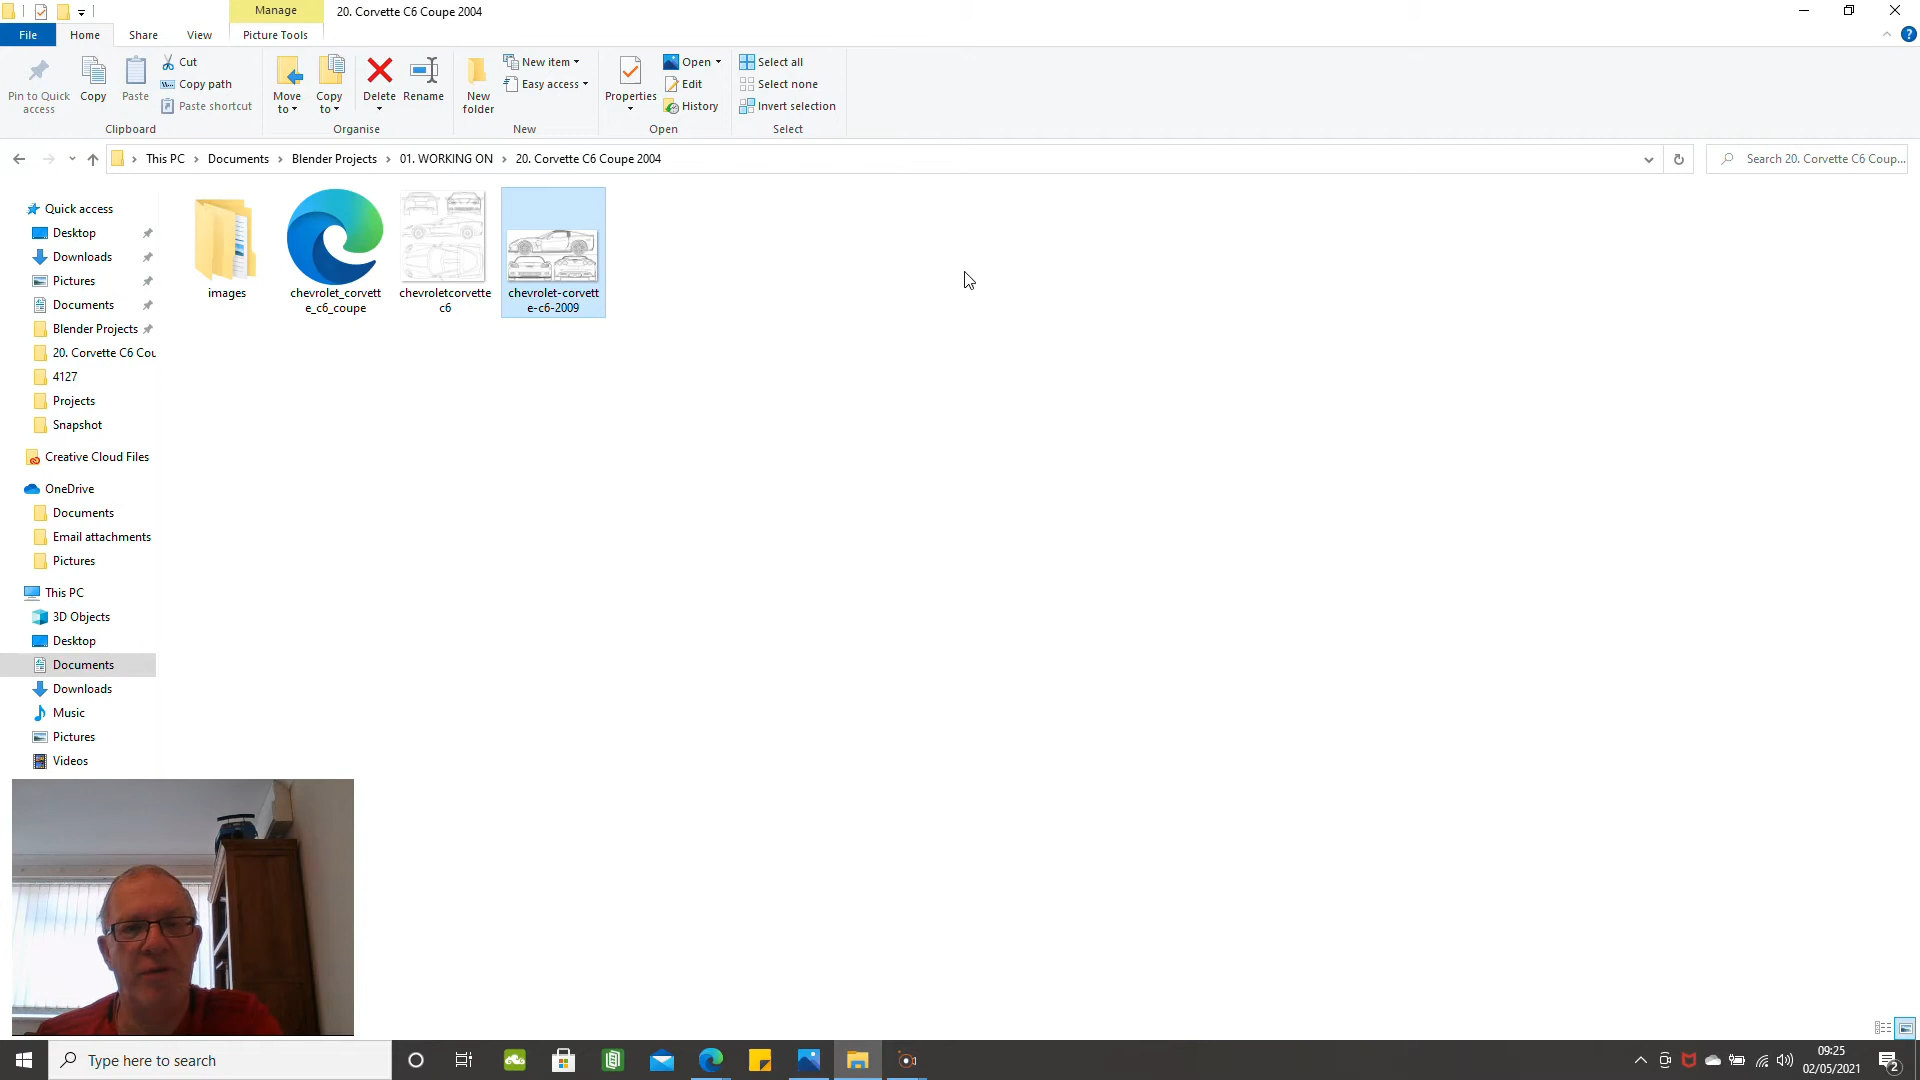 Manage
20. Corvette C6 Coupe 2004
File
Home
Share
View
Picture Tools
Pin to Quick access
Copy
Paste
Cut
Copy path
Paste shortcut
Clipboard
Move to
Copy to
Delete
Rename
Organise
New folder
New item
Easy access
New
Properties
Open
Edit
History
Open
Select all
Select none
Invert selection
Select
This PC
Documents
Blender Projects
01. WORKING ON
20. Corvette C6 Coupe 2004
Search 20. Corvette C6 Coup...
Quick access
Desktop
Downloads
Pictures
Documents
Blender Projects
20. Corvette C6 Cou
4127
Projects
Snapshot
Creative Cloud Files
OneDrive
Documents
Email attachments
Pictures
This PC
3D Objects
Desktop
Documents
Downloads
Music
Pictures
Videos
images
chevrolet_corvett
e_c6_coupe
chevroletcorvette
c6
chevrolet-corvett
e-c6-2009
Type here to search
09:25
02/05/2021
2